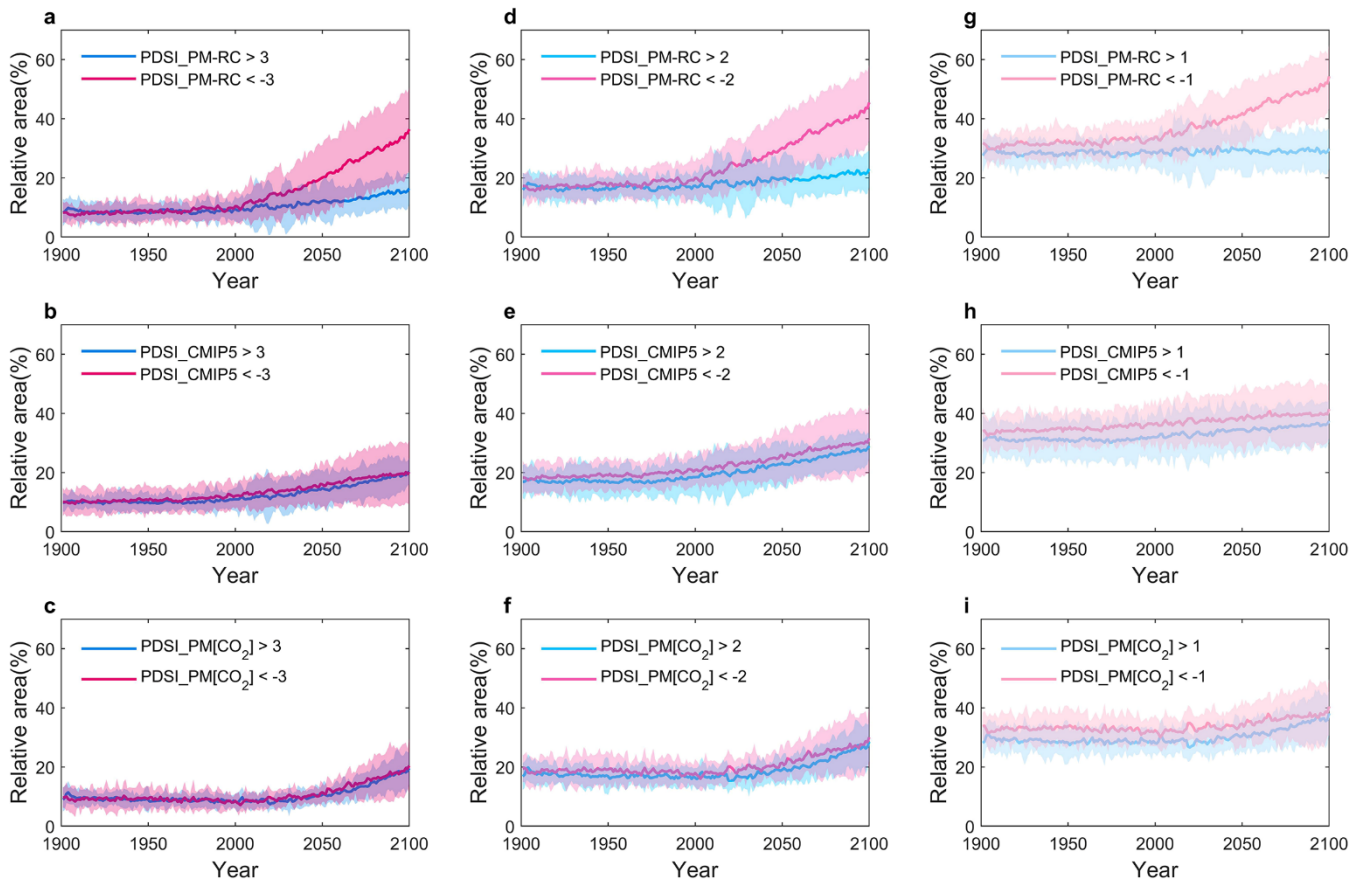 a
PDSI_PM-RC > 3
PDSI_PM-RC < -3
Relative area(%)
60
40
20
0
1900 1950 2000 2050 2100
Year
d
PDSI_PM-RC > 2
PDSI_PM-RC < -2
Relative area(%)
60
40
20
0
1900 1950 2000 2050 2100
Year
g
PDSI_PM-RC > 1
PDSI_PM-RC < -1
Relative area(%)
60
40
20
0
1900 1950 2000 2050 2100
Year
b
PDSI_CMIP5 > 3
PDSI_CMIP5 < -3
Relative area(%)
60
40
20
0
1900 1950 2000 2050 2100
Year
e
PDSI_CMIP5 > 2
PDSI_CMIP5 < -2
Relative area(%)
60
40
20
0
1900 1950 2000 2050 2100
Year
h
PDSI_CMIP5 > 1
PDSI_CMIP5 < -1
Relative area(%)
60
40
20
0
1900 1950 2000 2050 2100
Year
c
PDSI_PM[CO₂] > 3
PDSI_PM[CO₂] < -3
Relative area(%)
60
40
20
0
1900 1950 2000 2050 2100
Year
f
PDSI_PM[CO₂] > 2
PDSI_PM[CO₂] < -2
Relative area(%)
60
40
20
0
1900 1950 2000 2050 2100
Year
i
PDSI_PM[CO₂] > 1
PDSI_PM[CO₂] < -1
Relative area(%)
60
40
20
0
1900 1950 2000 2050 2100
Year